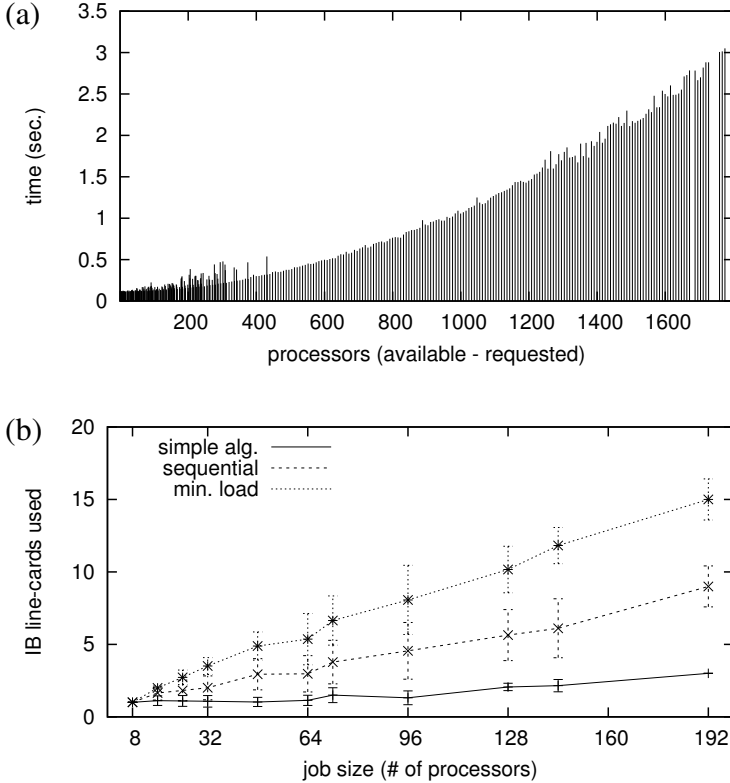 (a)
3.5
3
2.5
2
1.5
1
0.5
0
time (sec.)
200 400 600 800 1000 1200 1400 1600
processors (available - requested)
(b)
20
15
10
5
0
IB line-cards used
simple alg.
sequential
min. load
8 32 64 96 128 160 192
job size (# of processors)